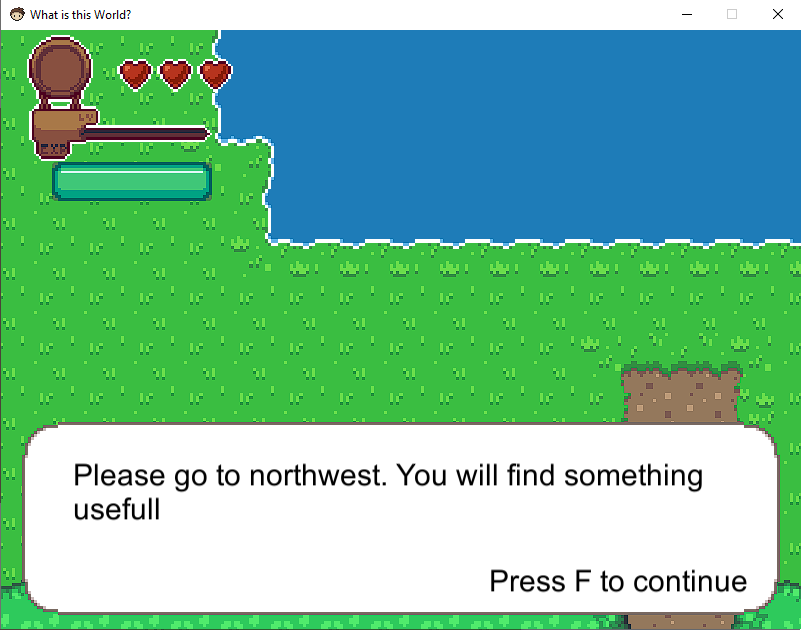 What is this World?
LV
EXP
Please go to northwest. You will find something
usefull
Press F to continue